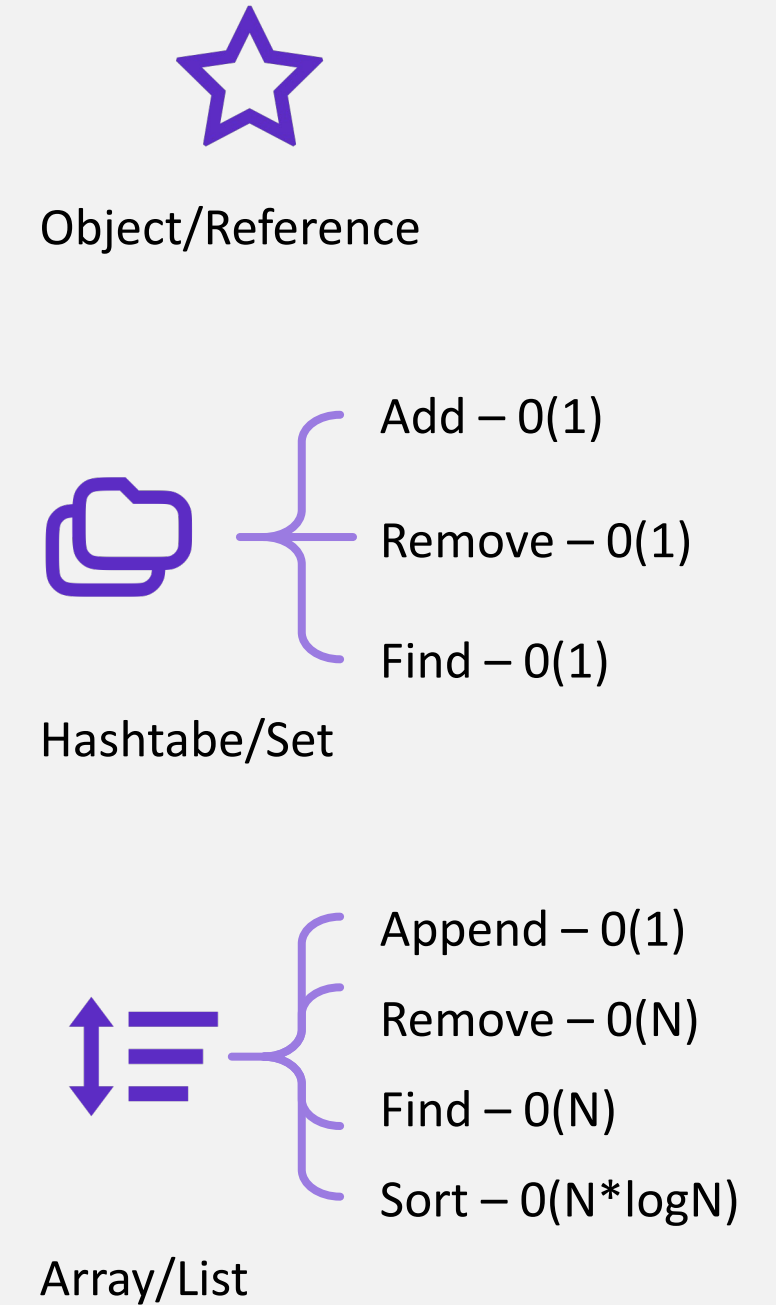 Object/Reference
Add – 0(1)
Remove – 0(1)
Find – 0(1)
Hashtabe/Set
Append – 0(1)
Remove – 0(N)
Find – 0(N)
Sort – 0(N*logN)
Array/List